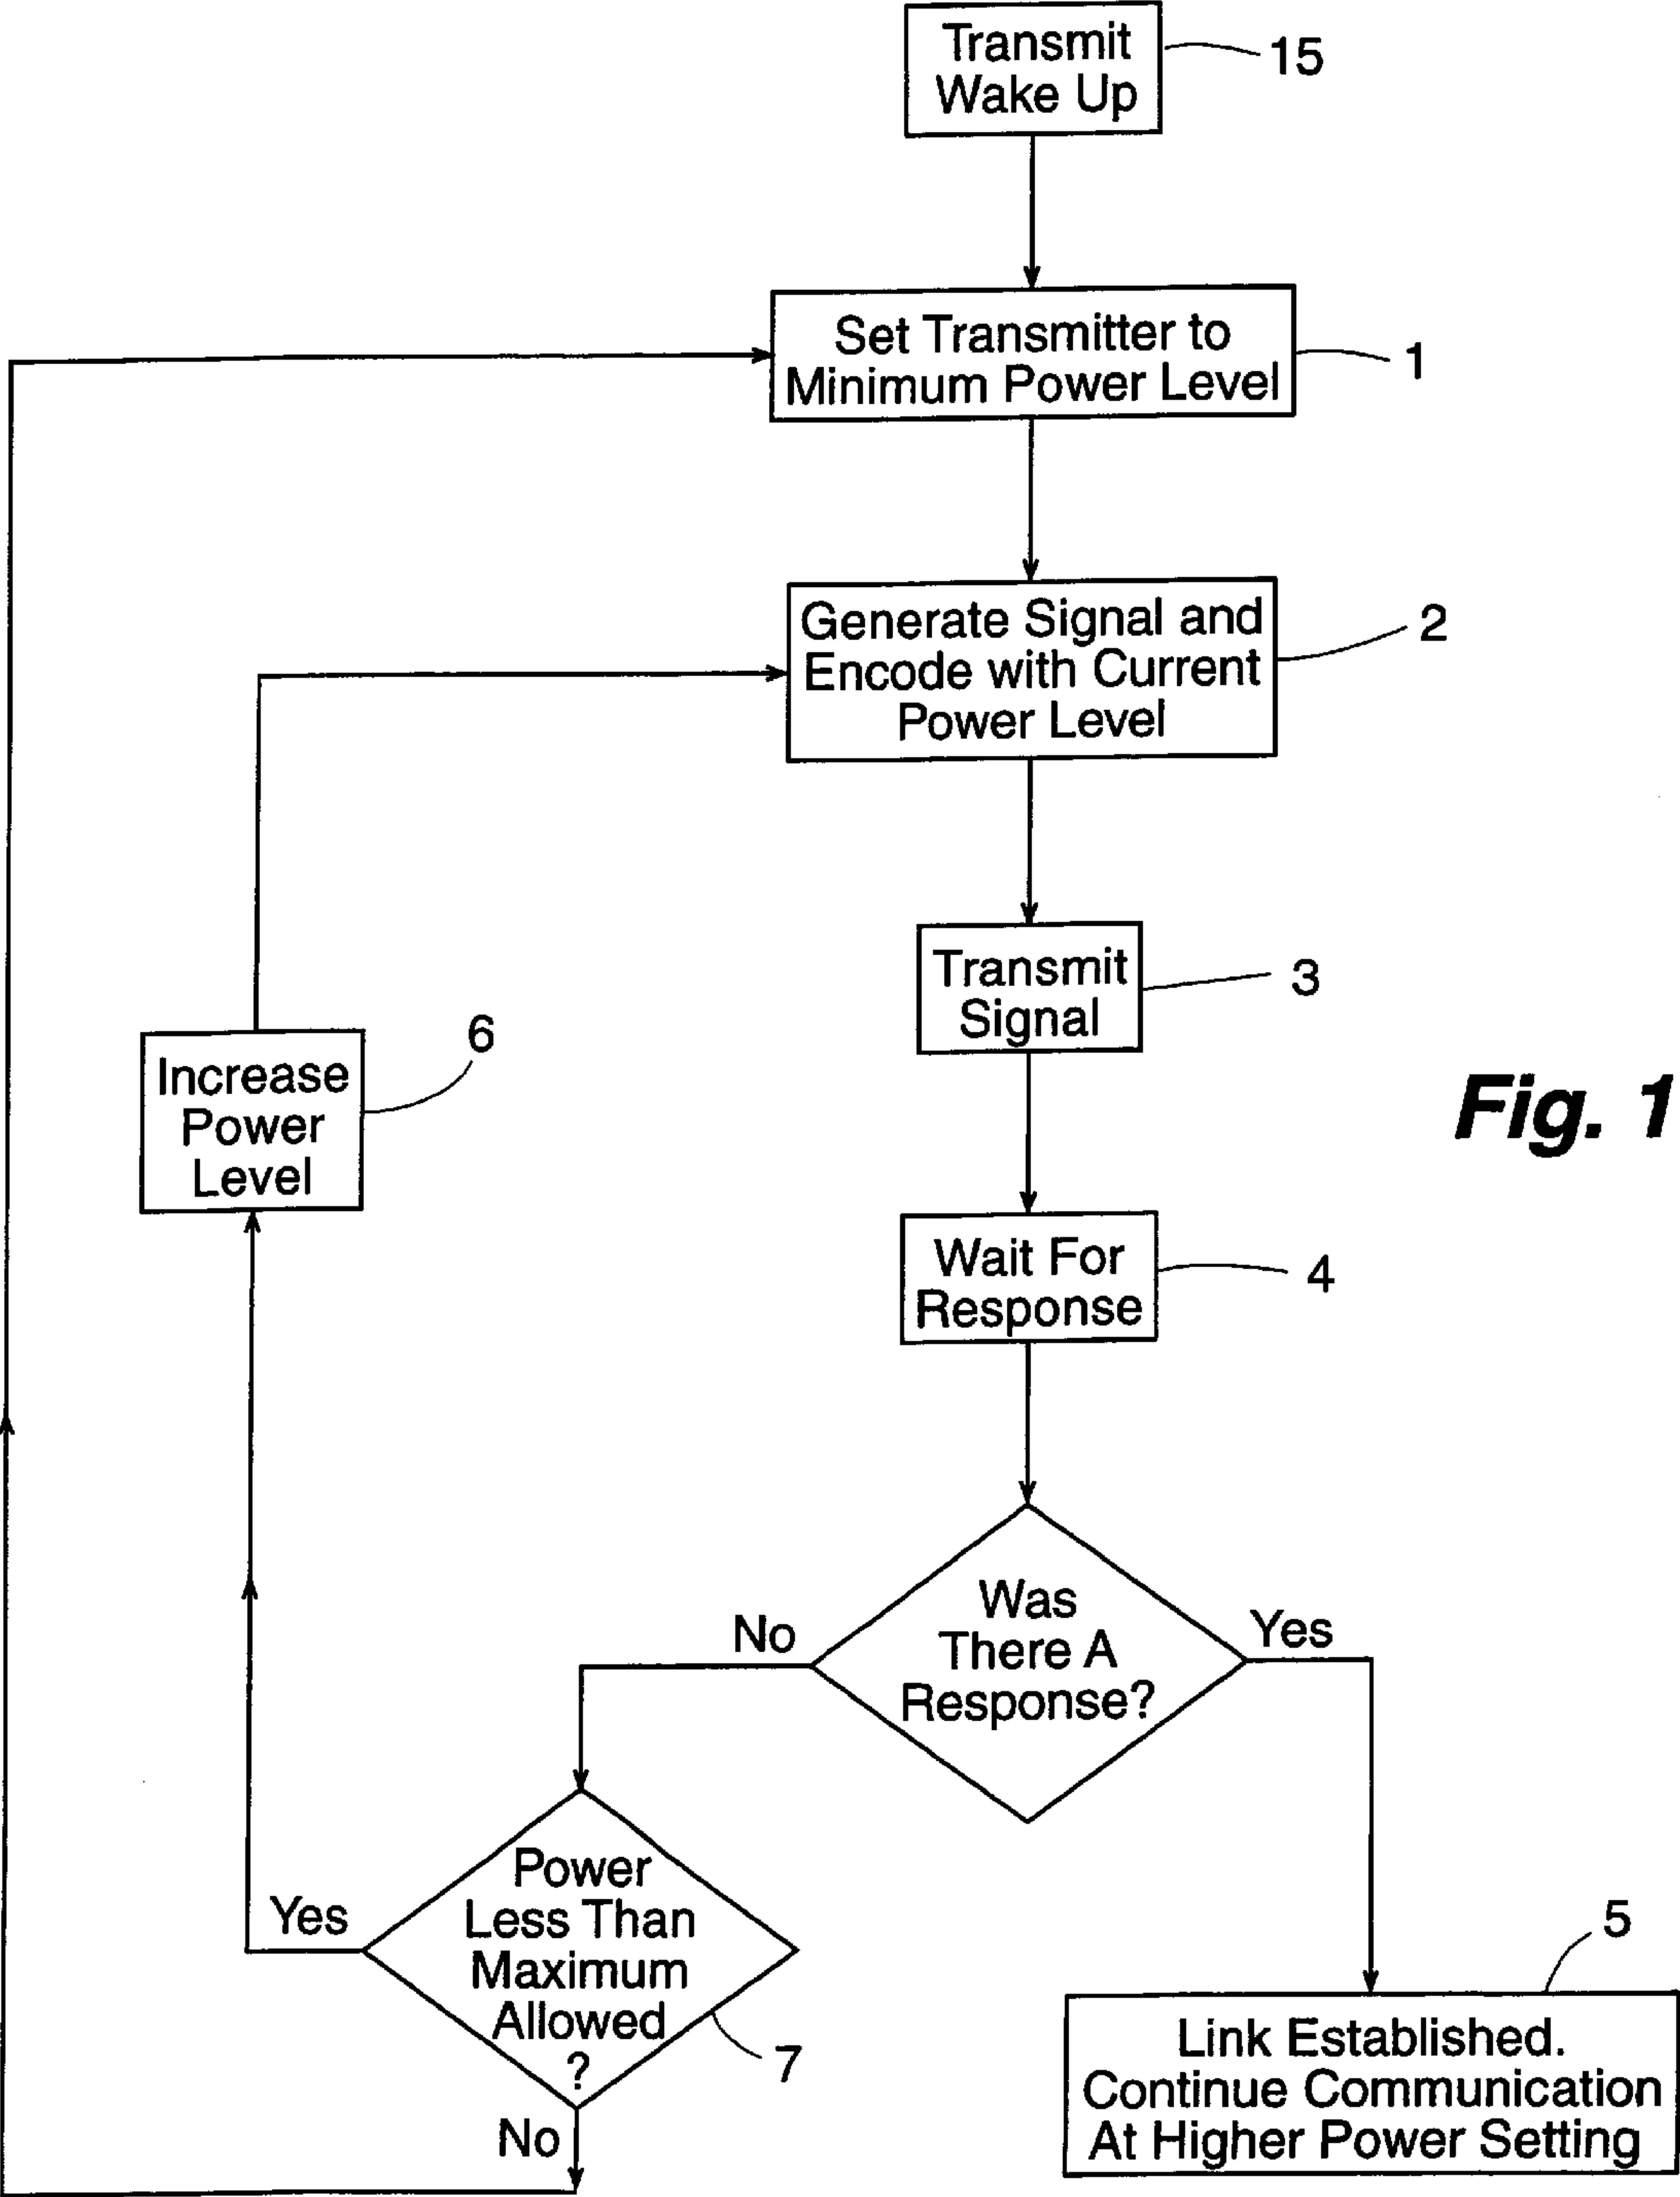 Transmit
Wake Up
15
Set Transmitter to
Minimum Power Level
1
Generate Signal and
Encode with Current
Power Level
2
Transmit
Signal
3
Increase
Power
Level
6
Fig. 1
Wait For
Response
4
Was
There A
Response?
No
Yes
Power
Less Than
Maximum
Allowed
?
Yes
7
No
5
Link Established.
Continue Communication
At Higher Power Setting